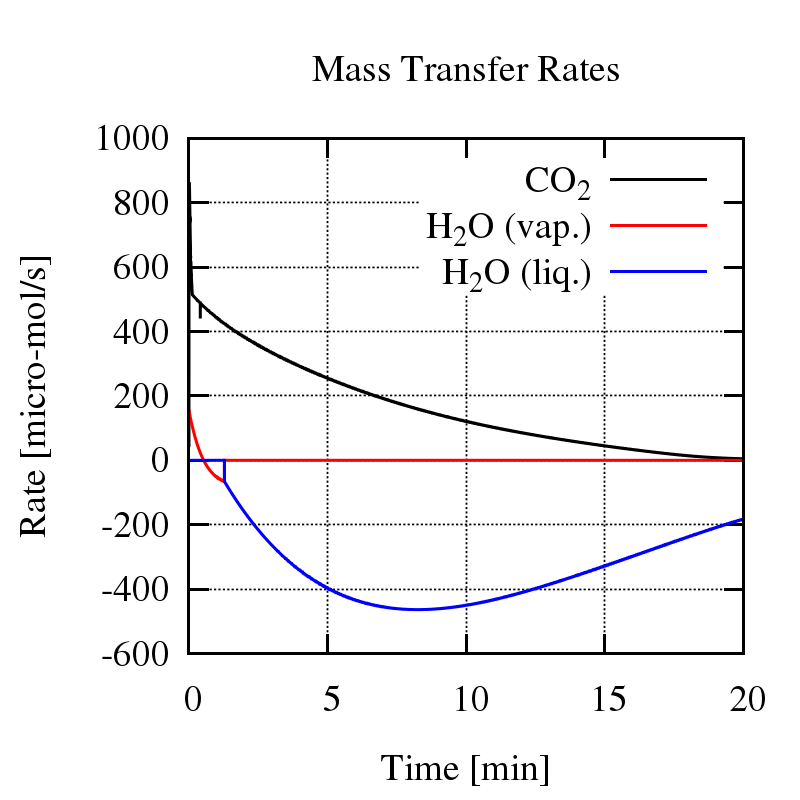 Mass Transfer Rates
1000
800
600
400
200
0
-200
-400
-600
CO₂
H₂O (vap.)
H₂O (liq.)
Rate [micro-mol/s]
0 5 10 15 20
Time [min]